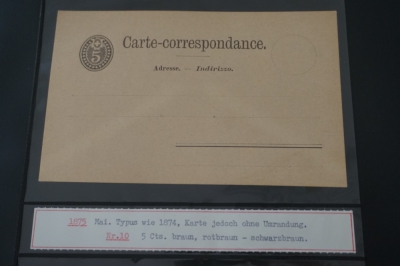 5
Carte-correspondance.
Adresse. — Indirizzo.
1875 Mai. Typus wie 1874, Karte jedoch ohne Umrandung.
Nr.10 5 Cts. braun, rotbraun - schwarzbraun.